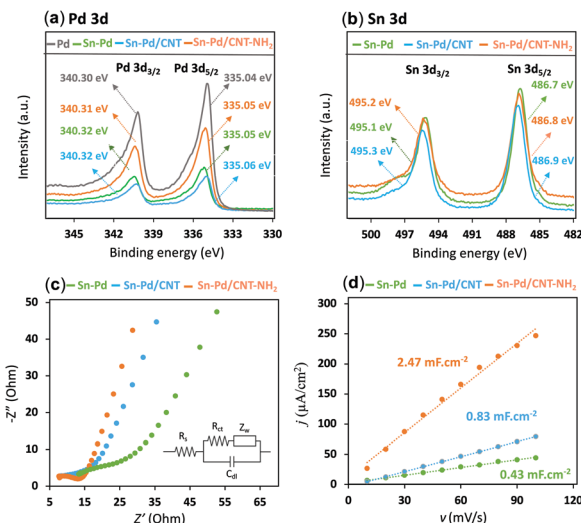 (a) Pd 3d
Pd Sn-Pd Sn-Pd/CNT Sn-Pd/CNT-NH2
Pd 3d3/2 Pd 3d5/2
340.30 eV 335.04 eV
340.31 eV 335.05 eV
340.32 eV 335.05 eV
340.32 eV 335.06 eV
Intensity (a.u.)
345 342 339 336 333 330
Binding energy (eV)
(b) Sn 3d
Sn-Pd Sn-Pd/CNT Sn-Pd/CNT-NH2
Sn 3d3/2 Sn 3d5/2
486.7 eV
495.2 eV
486.8 eV
495.1 eV
495.3 eV 486.9 eV
Intensity (a.u.)
500 497 494 491 488 485 482
Binding energy (eV)
(c)
Sn-Pd Sn-Pd/CNT Sn-Pd/CNT-NH2
50
40
30
20
10
0
-Z″ (Ohm)
Rs Rct Zw
Cdl
5 15 25 35 45 55 65
Z′ (Ohm)
(d)
Sn-Pd Sn-Pd/CNT Sn-Pd/CNT-NH2
300
250
200
150
100
50
0
j (µA/cm2)
2.47 mF.cm-2
0.83 mF.cm-2
0.43 mF.cm-2
0 30 60 90 120
v (mV/s)